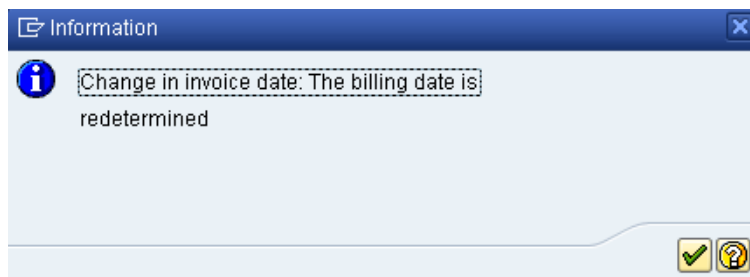 Information
Change in invoice date: The billing date is
redetermined